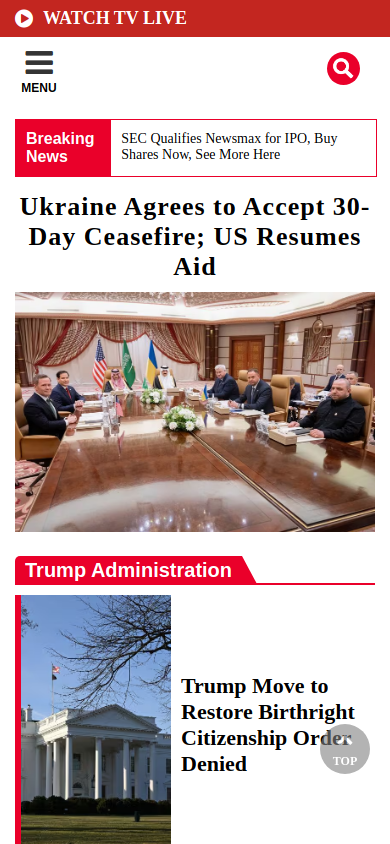 WATCH TV LIVE
MENU
Breaking
News
SEC Qualifies Newsmax for IPO, Buy
Shares Now, See More Here
Ukraine Agrees to Accept 30-
Day Ceasefire; US Resumes
Aid
Trump Administration
Trump Move to
Restore Birthright
Citizenship Order
Denied
TOP